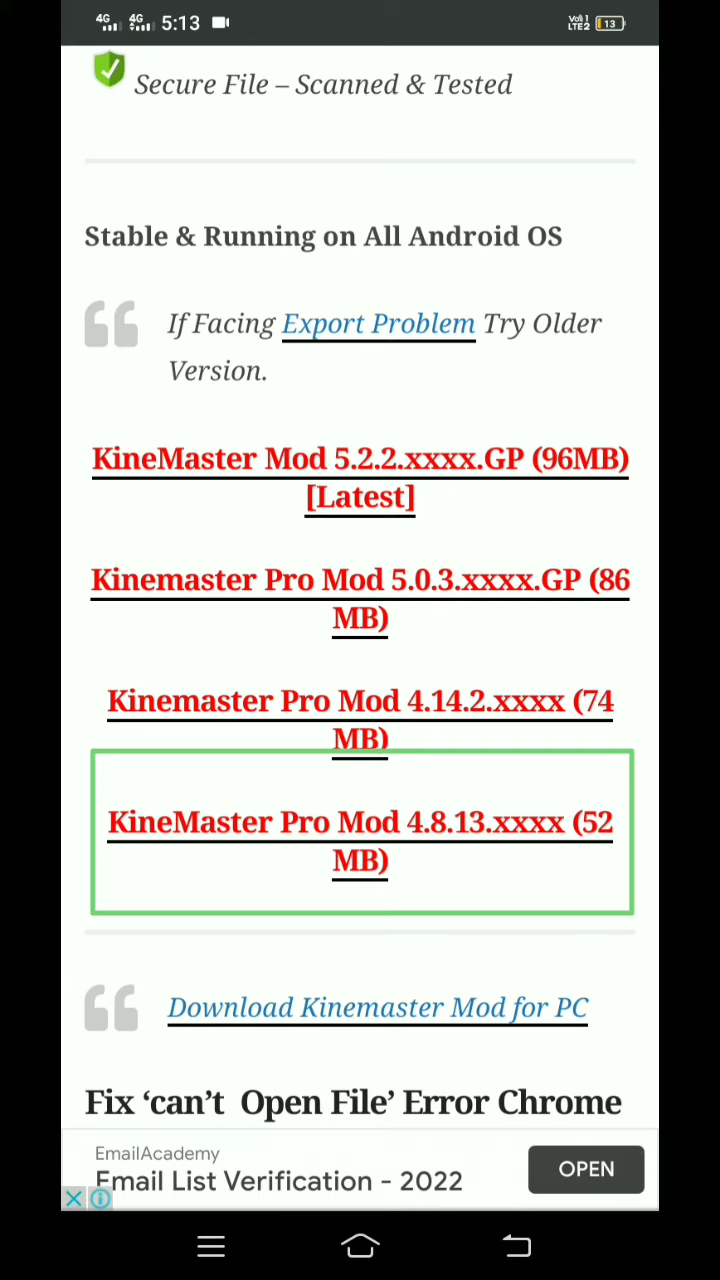 4G 4G 5:13 Vol) 1 LTE2 13
Secure File – Scanned & Tested
Stable & Running on All Android OS
If Facing Export Problem Try Older
Version.
KineMaster Mod 5.2.2.xxxx.GP (96MB)
[Latest]
Kinemaster Pro Mod 5.0.3.xxxx.GP (86
MB)
Kinemaster Pro Mod 4.14.2.xxxx (74
MB)
KineMaster Pro Mod 4.8.13.xxxx (52
MB)
Download Kinemaster Mod for PC
Fix ‘can’t Open File’ Error Chrome
EmailAcademy
Email List Verification - 2022
OPEN